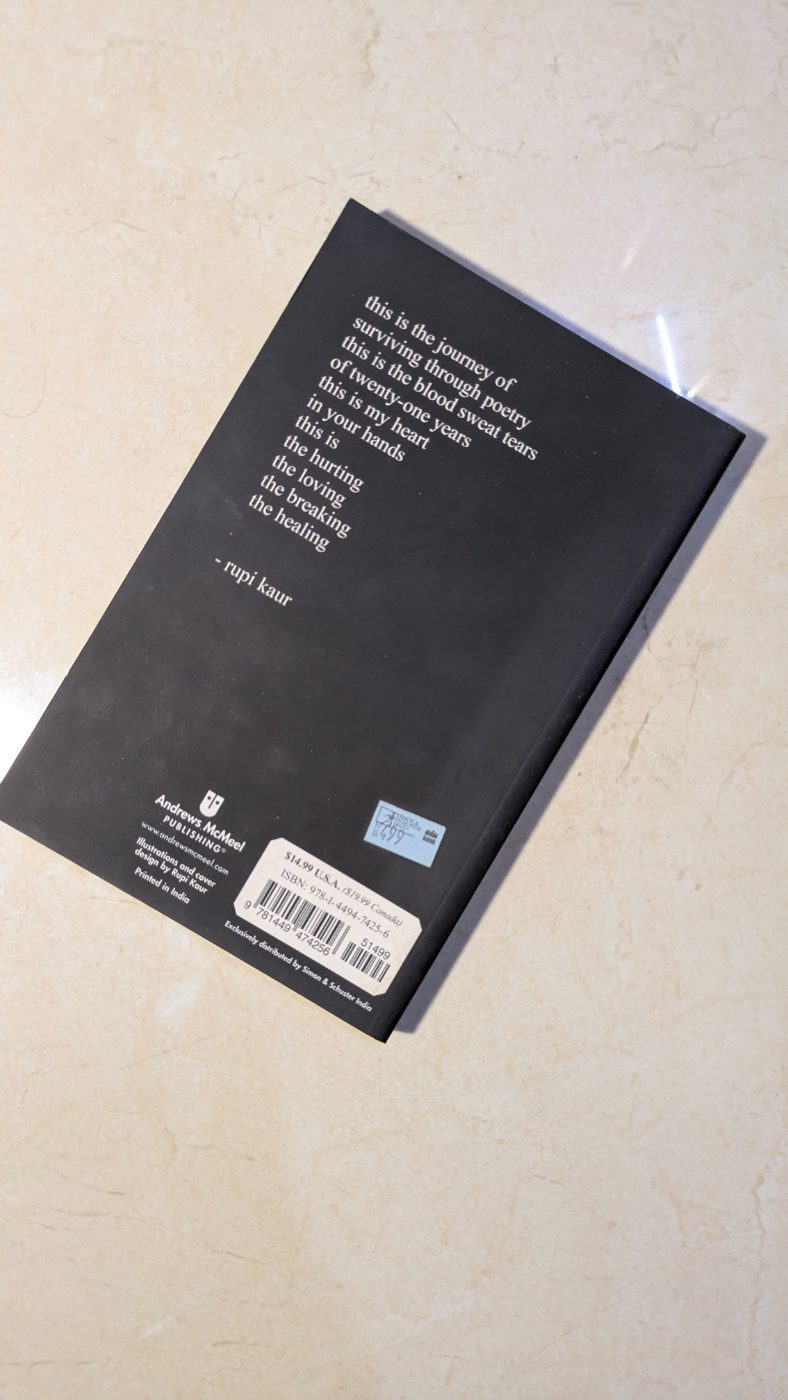 this is the journey of
surviving through poetry
this is the blood sweat tears
of twenty-one years
this is my heart
in your hands
this is
the hurting
the loving
the breaking
the healing
- rupi kaur
Andrews McMeel
PUBLISHING®
www.andrewsmcmeel.com
Illustrations and cover
design by Rupi Kaur
Printed in India
499
$14.99 U.S.A. ($19.99 Canada)
ISBN: 978-1-4494-7425-6
51499
9 781449 474256
Exclusively distributed by Simon & Schuster India